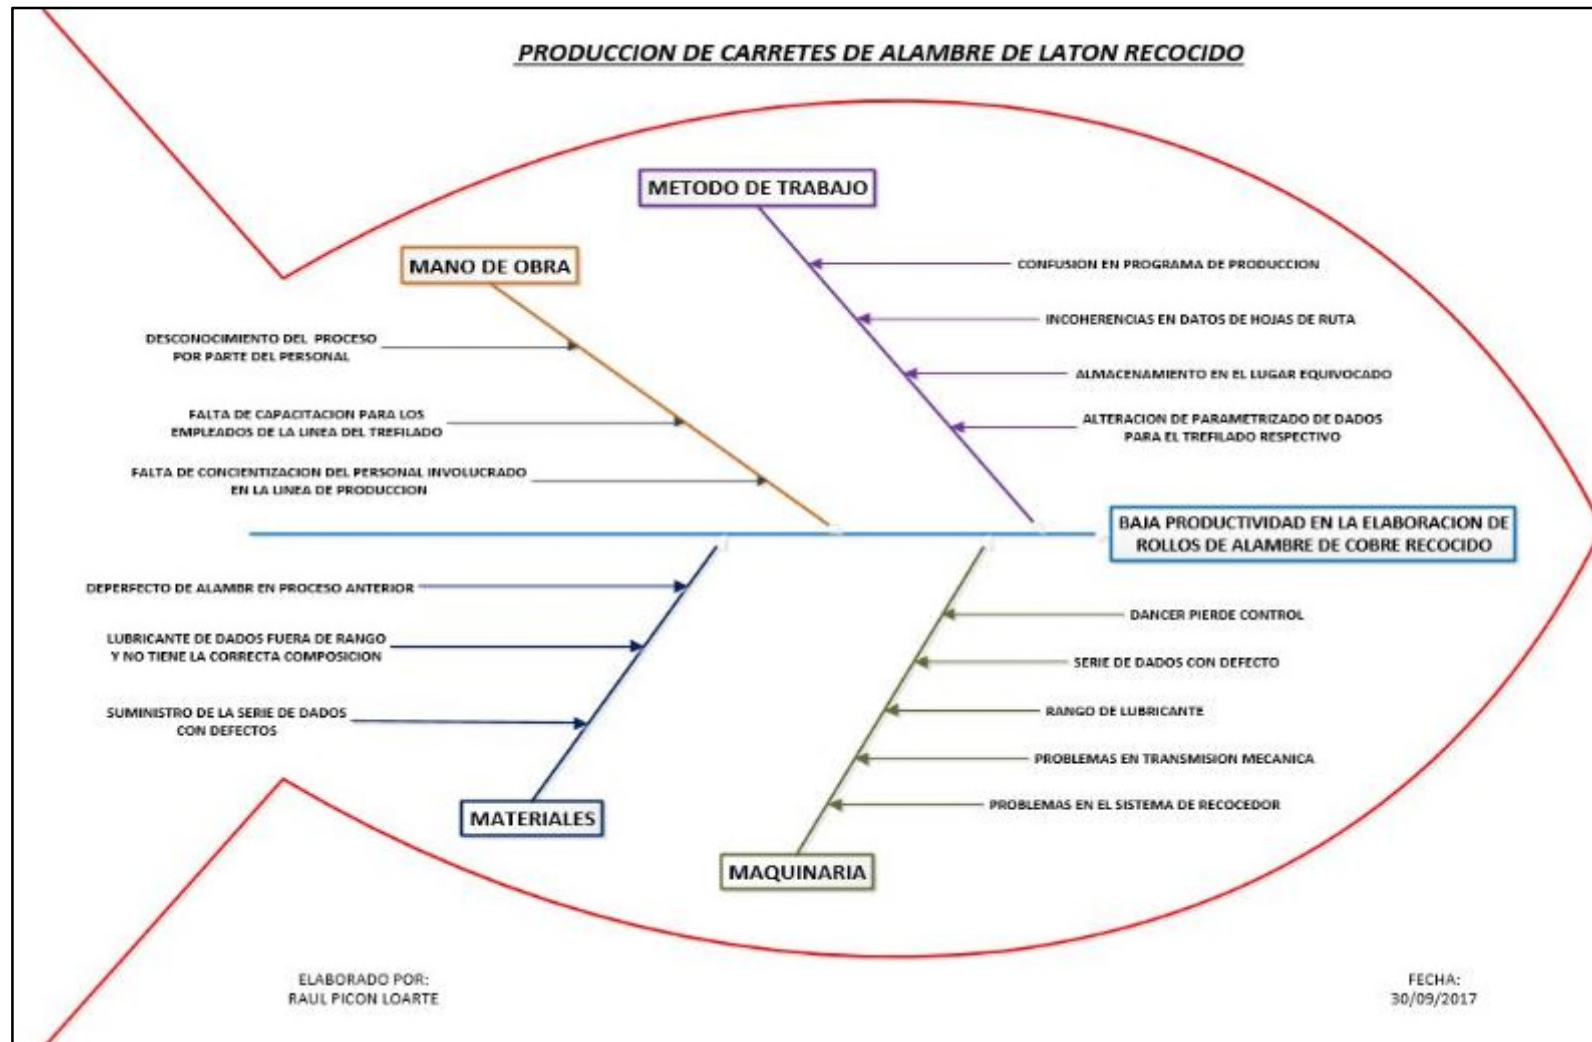 PRODUCCION DE CARRETES DE ALAMBRE DE LATON RECOCIDO
METODO DE TRABAJO
CONFUSION EN PROGRAMA DE PRODUCCION
INCOHERENCIAS EN DATOS DE HOJAS DE RUTA
ALMACENAMIENTO EN EL LUGAR EQUIVOCADO
ALTERACION DE PARAMETRIZADO DE DADOS
PARA EL TREFILADO RESPECTIVO
MANO DE OBRA
DESCONOCIMIENTO DEL PROCESO
POR PARTE DEL PERSONAL
FALTA DE CAPACITACION PARA LOS
EMPLEADOS DE LA LINEA DEL TREFILADO
FALTA DE CONCIENTIZACION DEL PERSONAL INVOLUCRADO
EN LA LINEA DE PRODUCCION
BAJA PRODUCTIVIDAD EN LA ELABORACION DE
ROLLOS DE ALAMBRE DE COBRE RECOCIDO
DEPERFECTO DE ALAMBR EN PROCESO ANTERIOR
LUBRICANTE DE DADOS FUERA DE RANGO
Y NO TIENE LA CORRECTA COMPOSICION
SUMINISTRO DE LA SERIE DE DADOS
CON DEFECTOS
MATERIALES
DANCER PIERDE CONTROL
SERIE DE DADOS CON DEFECTO
RANGO DE LUBRICANTE
PROBLEMAS EN TRANSMISION MECANICA
PROBLEMAS EN EL SISTEMA DE RECOCEDOR
MAQUINARIA
ELABORADO POR:
RAUL PICON LOARTE
FECHA:
30/09/2017